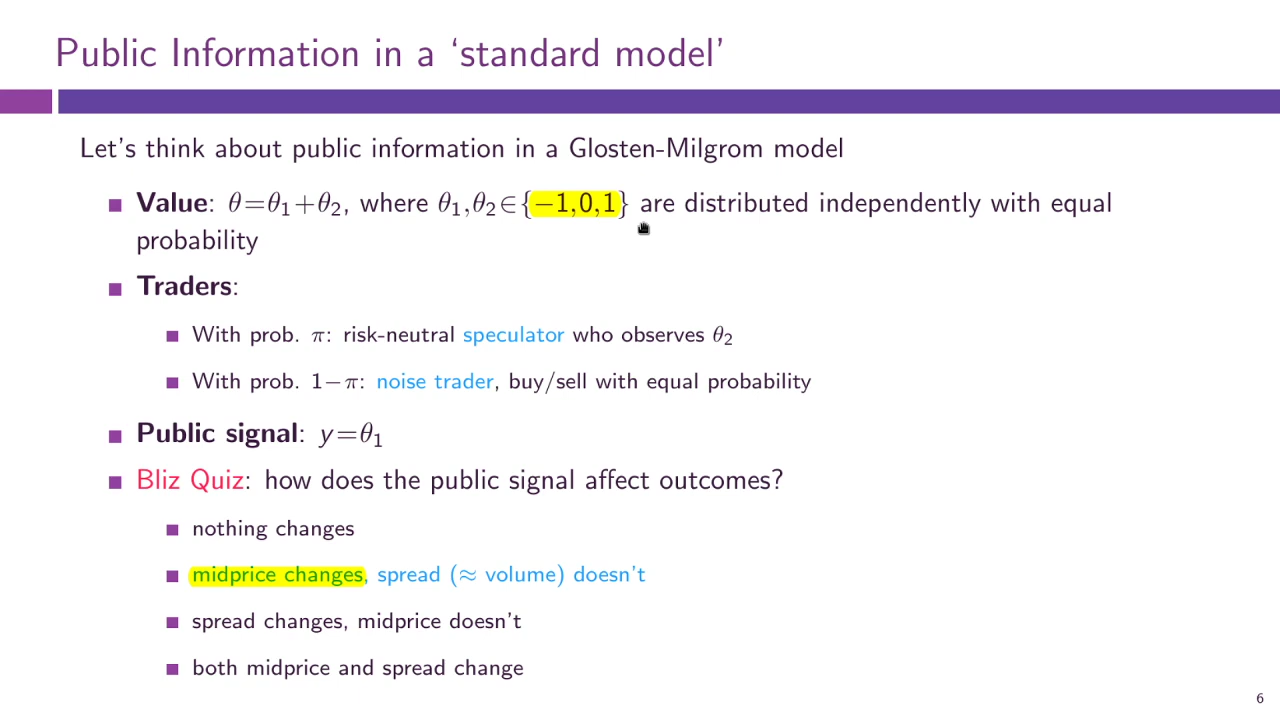 Public Information in a ‘standard model’
Let’s think about public information in a Glosten-Milgrom model
Value: θ=θ₁+θ₂, where θ₁,θ₂∈{−1,0,1} are distributed independently with equal
probability
Traders:
With prob. π: risk-neutral speculator who observes θ₂
With prob. 1−π: noise trader, buy/sell with equal probability
Public signal: y=θ₁
Bliz Quiz: how does the public signal affect outcomes?
nothing changes
midprice changes, spread (≈ volume) doesn’t
spread changes, midprice doesn’t
both midprice and spread change
6